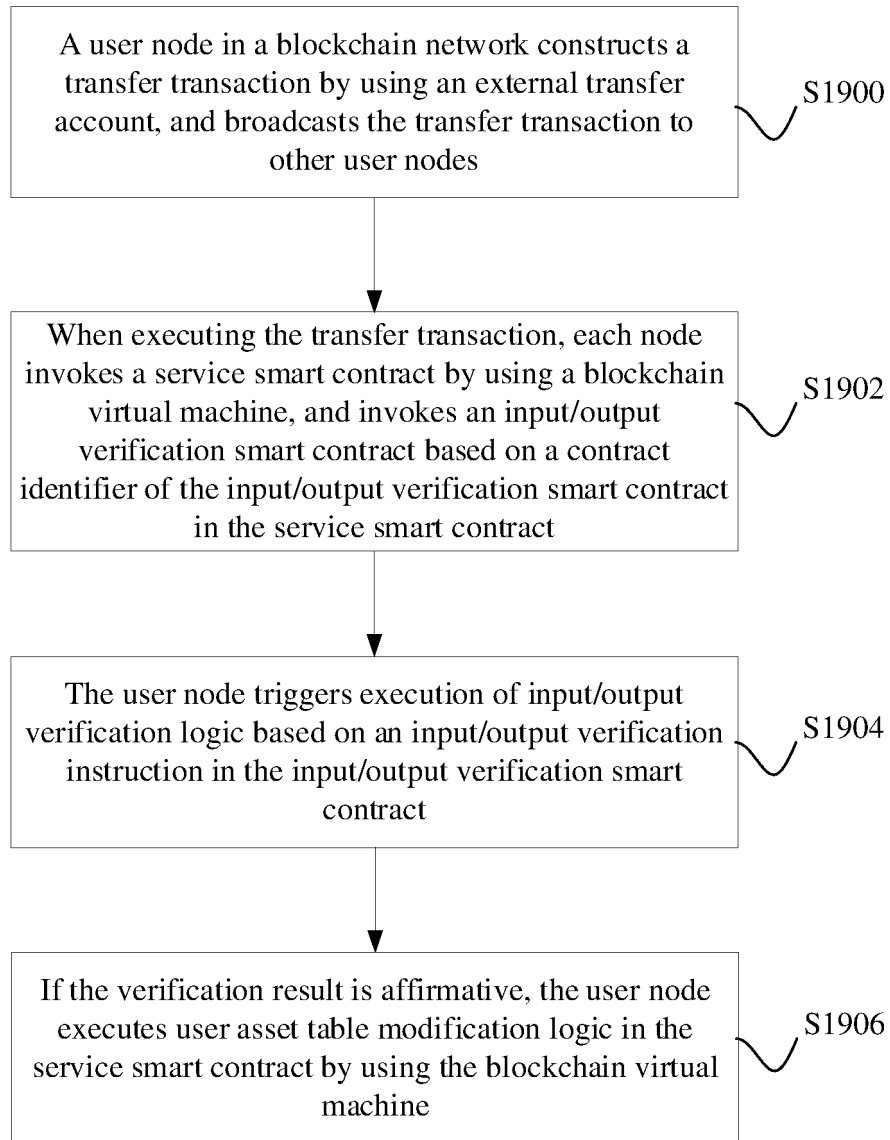 A user node in a blockchain network constructs a
transfer transaction by using an external transfer
account, and broadcasts the transfer transaction to
other user nodes
S1900
When executing the transfer transaction, each node
invokes a service smart contract by using a blockchain
virtual machine, and invokes an input/output
verification smart contract based on a contract
identifier of the input/output verification smart contract
in the service smart contract
S1902
The user node triggers execution of input/output
verification logic based on an input/output verification
instruction in the input/output verification smart
contract
S1904
If the verification result is affirmative, the user node
executes user asset table modification logic in the
service smart contract by using the blockchain virtual
machine
S1906